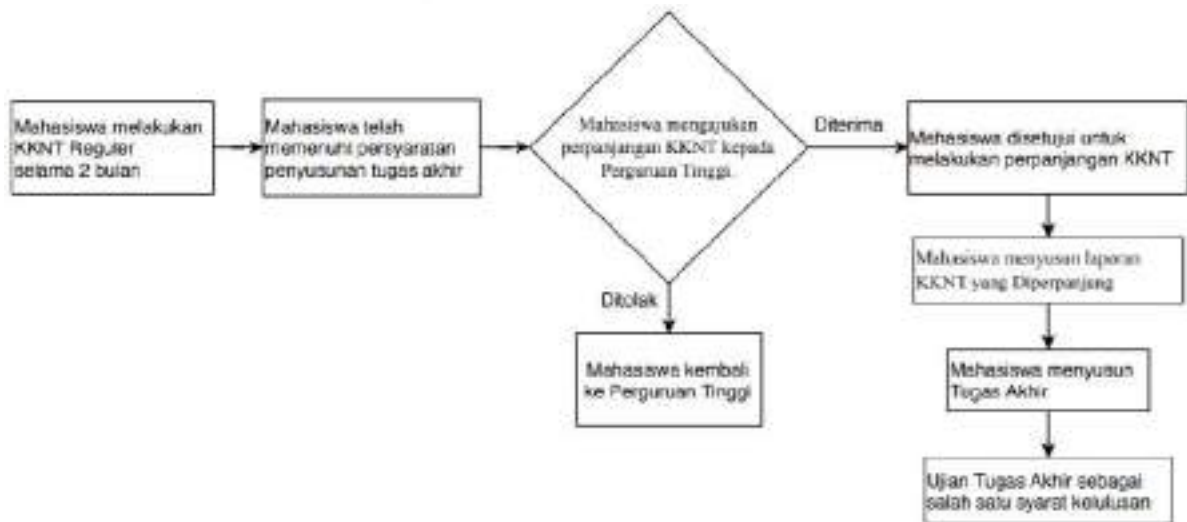 Mahasiswa melakukan
KKNT Reguler
selama 2 bulan
Mahasiswa telah
memenuhi persyaratan
penyusunan tugas akhir
Mahasiswa mengajukan
perpanjangan KKNT kepada
Perguruan Tinggi.
Diterima
Mahasiswa disetujui untuk
melakukan perpanjangan KKNT
Mahasiswa menyusun laporan
KKNT yang Diperpanjang
Ditolak
Mahasiswa kembali
ke Perguruan Tinggi
Mahasiswa menyusun
Tugas Akhir
Ujian Tugas Akhir sebagai
salah satu syarat kelulusan